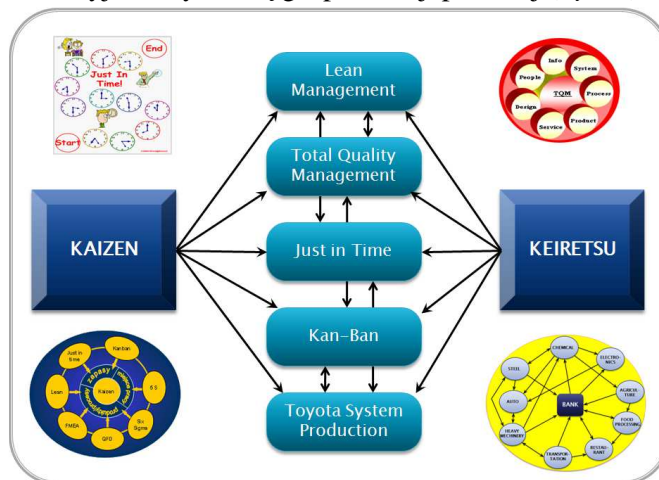 End
Just In
Time!
Start
Lean
Management
Total Quality
Management
Just in Time
Kan-Ban
Toyota System
Production
KAIZEN
KEIRETSU
Info
System
Process
Product
Service
Design
People
TQM
Just in
time
Kanban
5 S
Six
Sigma
QFD
FMEA
Lean
zapasy
Kaizen
CHEMICAL
ELECTRO-
NICS
AGRICUL-
TURE
FOOD
PROCESSING
RESTAU-
RANT
TRANSPOR-
TATION
HEAVY
AUTO
STEEL
BANK